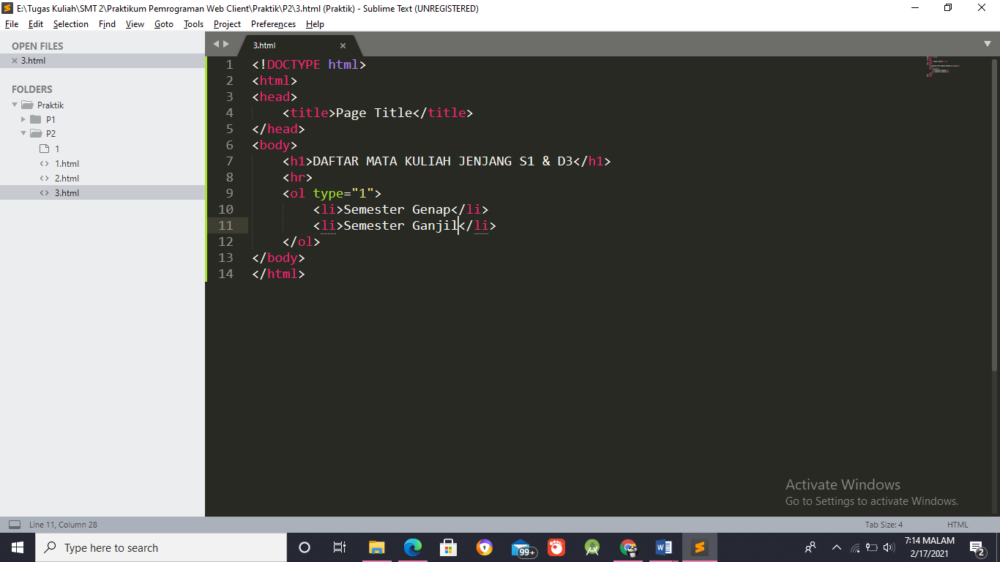 E:\Tugas Kuliah\SMT 2\Praktikum Pemrograman Web Client\Praktik\P2\3.html (Praktik) - Sublime Text (UNREGISTERED)
File Edit Selection Find View Goto Tools Project Preferences Help
OPEN FILES
3.html
FOLDERS
Praktik
P1
P2
1
1.html
2.html
3.html
3.html
1 <!DOCTYPE html>
2 <html>
3 <head>
4 <title>Page Title</title>
5 </head>
6 <body>
7 <h1>DAFTAR MATA KULIAH JENJANG S1 & D3</h1>
8 <hr>
9 <ol type="1">
10 <li>Semester Genap</li>
11 <li>Semester Ganjil</li>
12 </ol>
13 </body>
14 </html>
Activate Windows
Go to Settings to activate Windows.
Line 11, Column 28
Tab Size: 4
HTML
Type here to search
99+
7:14 MALAM
2/17/2021
2